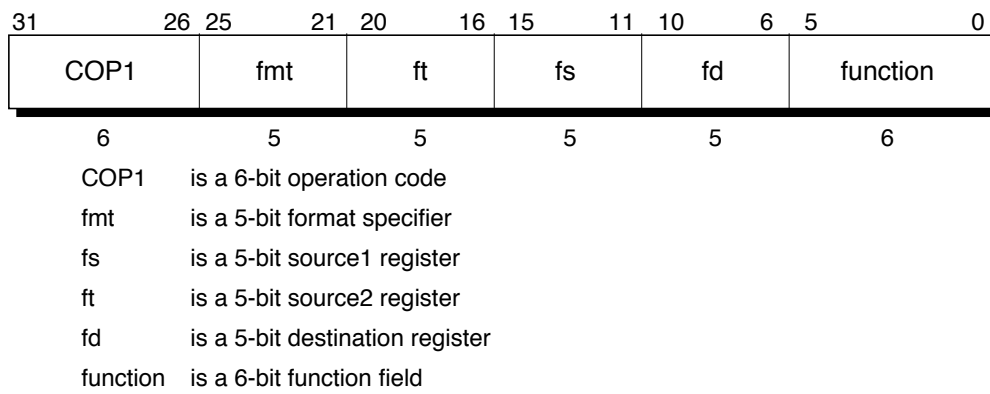 31 26 25 21 20 16 15 11 10 6 5 0
COP1 fmt ft fs fd function
6 5 5 5 5 6
COP1 is a 6-bit operation code
fmt is a 5-bit format specifier
fs is a 5-bit source1 register
ft is a 5-bit source2 register
fd is a 5-bit destination register
function is a 6-bit function field